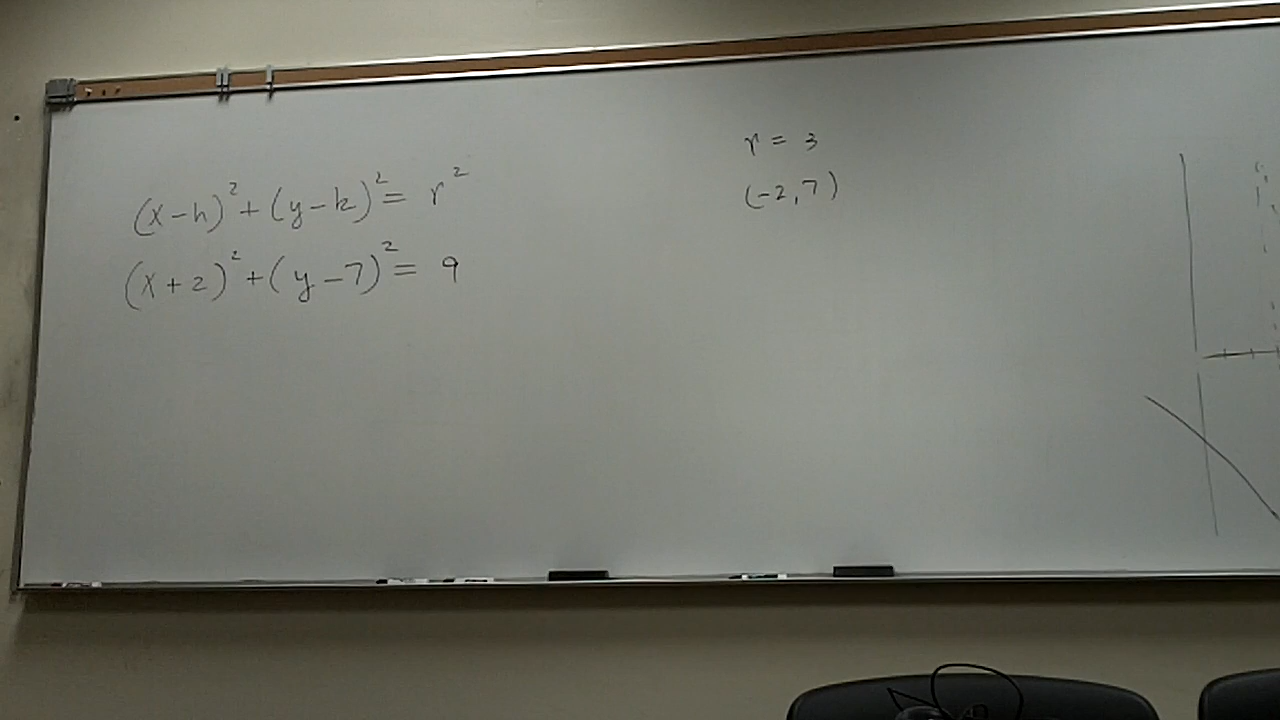 (x-h)² + (y-k)² = r²
(x+2)² + (y-7)² = 9
r = 3
(-2, 7)